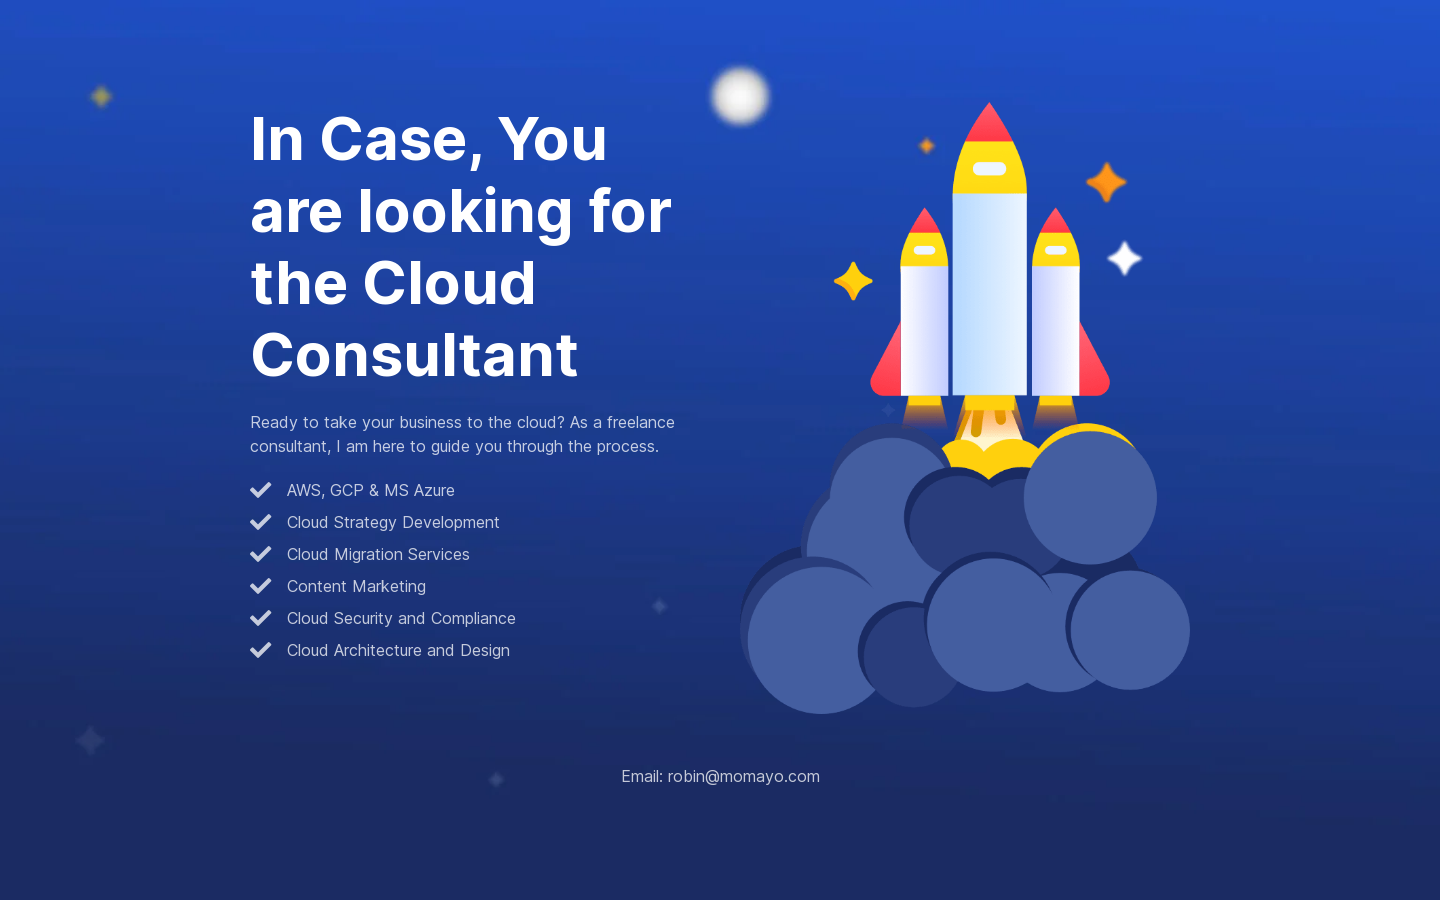 In Case, You
are looking for
the Cloud
Consultant
Ready to take your business to the cloud? As a freelance
consultant, I am here to guide you through the process.
AWS, GCP & MS Azure
Cloud Strategy Development
Cloud Migration Services
Content Marketing
Cloud Security and Compliance
Cloud Architecture and Design
Email: robin@momayo.com